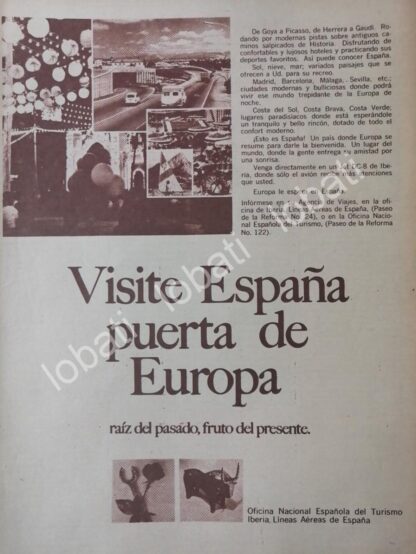 De Goya a Picasso, de Herrera a Gaudí. Ro-
dando por modernas pistas sobre antiguos ca-
minos salpicados de Historia. Disfrutando de
confortables y lujosos hoteles y practicando sus
deportes favoritos. Así puede conocer España.
Sol, nieve, mar; variados paisajes que se
ofrecen a Ud. para su recreo.
Madrid, Barcelona, Málaga, Sevilla, etc.;
ciudades modernas y bulliciosas donde podrá
vivir ese mundo trepidante de la Europa de
noche.
Costa del Sol, Costa Brava, Costa Verde;
lugares paradisíacos donde está esperándole
un tranquilo y bello rincón, dotado de todo el
confort moderno.
¡Esto es España! Un país donde Europa se
resume para darle la bienvenida. Un lugar del
mundo, donde la gente entrega su amistad por
una sonrisa.
Venga directamente en un Jet DC-8 de Ibe-
ria, donde sólo el avión recibe más atenciones
que usted.
Europa le espera en España.
Infórmese en su Agencia de Viajes, en la ofi-
cina de Iberia, Líneas Aéreas de España, (Paseo
de la Reforma No. 24), o en la Oficina Nacio-
nal Española de Turismo, (Paseo de la Reforma
No. 122).
Visite España
puerta de
Europa
raíz del pasado, fruto del presente.
Oficina Nacional Española del Turismo
Iberia, Líneas Aéreas de España
lobati lobati lobati